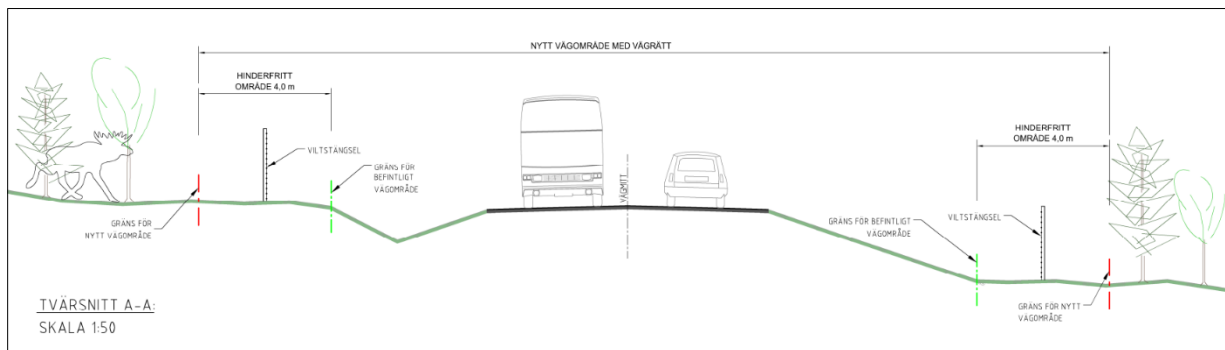 NYTT VÄGOMRÅDE MED VÄGRÄTT
HINDERFRITT
OMRÅDE 4,0 m
VILTSTÄNGSEL
GRÄNS FÖR
BEFINTLIGT
VÄGOMRÅDE
GRÄNS FÖR
NYTT VÄGOMRÅDE
VÄGMITT
HINDERFRITT
OMRÅDE 4,0 m
GRÄNS FÖR BEFINTLIGT
VÄGOMRÅDE
VILTSTÄNGSEL
GRÄNS FÖR NYTT
VÄGOMRÅDE
TVÄRSNITT A-A:
SKALA 1:50